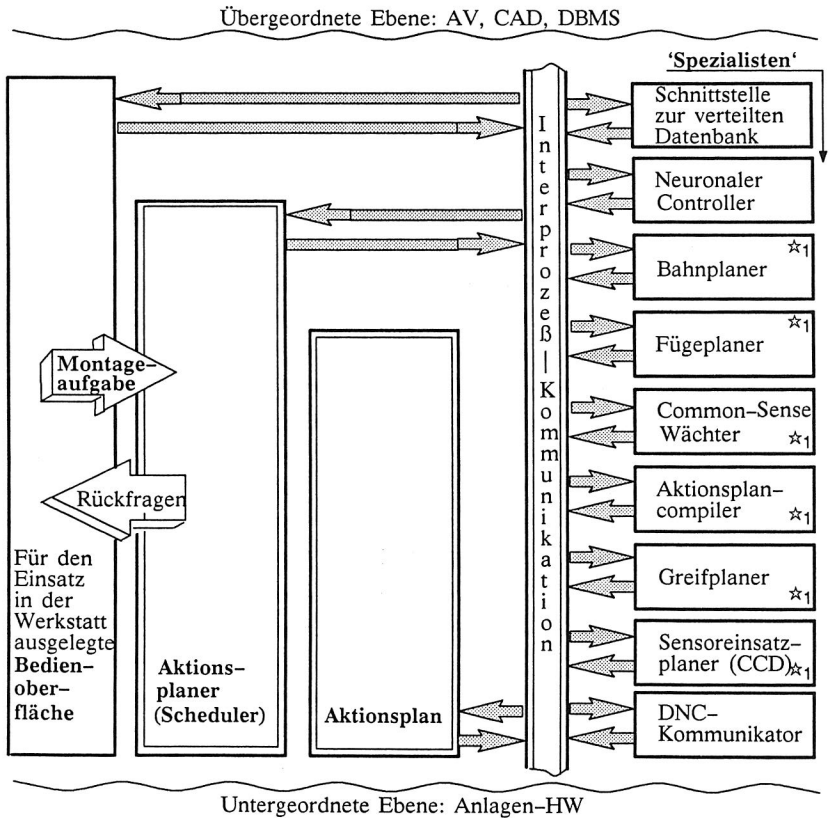 Übergeordnete Ebene: AV, CAD, DBMS
'Spezialisten'
Schnittstelle
zur verteilten
Datenbank
Neuronaler
Controller
☆1
Bahnplaner
☆1
Fügeplaner
Common-Sense
Wächter
☆1
Aktionsplan-
compiler
☆1
Greifplaner
☆1
Sensoreinsatz-
planer (CCD)☆1
DNC-
Kommunikator
Interprozeß-Kommunikation
Montage-
aufgabe
Rückfragen
Für den
Einsatz
in der
Werkstatt
ausgelegte
Bedien-
ober-
fläche
Aktions-
planer
(Scheduler)
Aktionsplan
Untergeordnete Ebene: Anlagen-HW